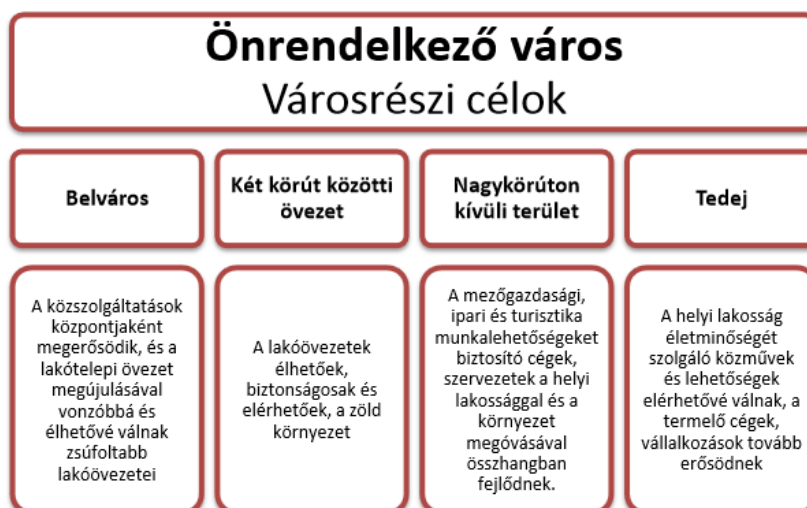 Önrendelkező város
Városrészi célok
Belváros
Két körút közötti
övezet
Nagykörúton
kívüli terület
Tedej
A közszolgáltatások
központjaként
megerősödik, és a
lakótelepi övezet
megújulásával
vonzóbbá és
élhetővé válnak
zsúfoltabb
lakóövezetei
A lakóövezetek
élhetőek,
biztonságosak és
elérhetőek, a zöld
környezet
A mezőgazdasági,
ipari és turisztika
munkalehetőségeket
biztosító cégek,
szervezetek a helyi
lakossággal és a
környezet
megóvásával
összhangban
fejlődnek.
A helyi lakosság
életminőségét
szolgáló közművek
és lehetőségek
elérhetővé válnak, a
termelő cégek,
vállalkozások tovább
erősödnek